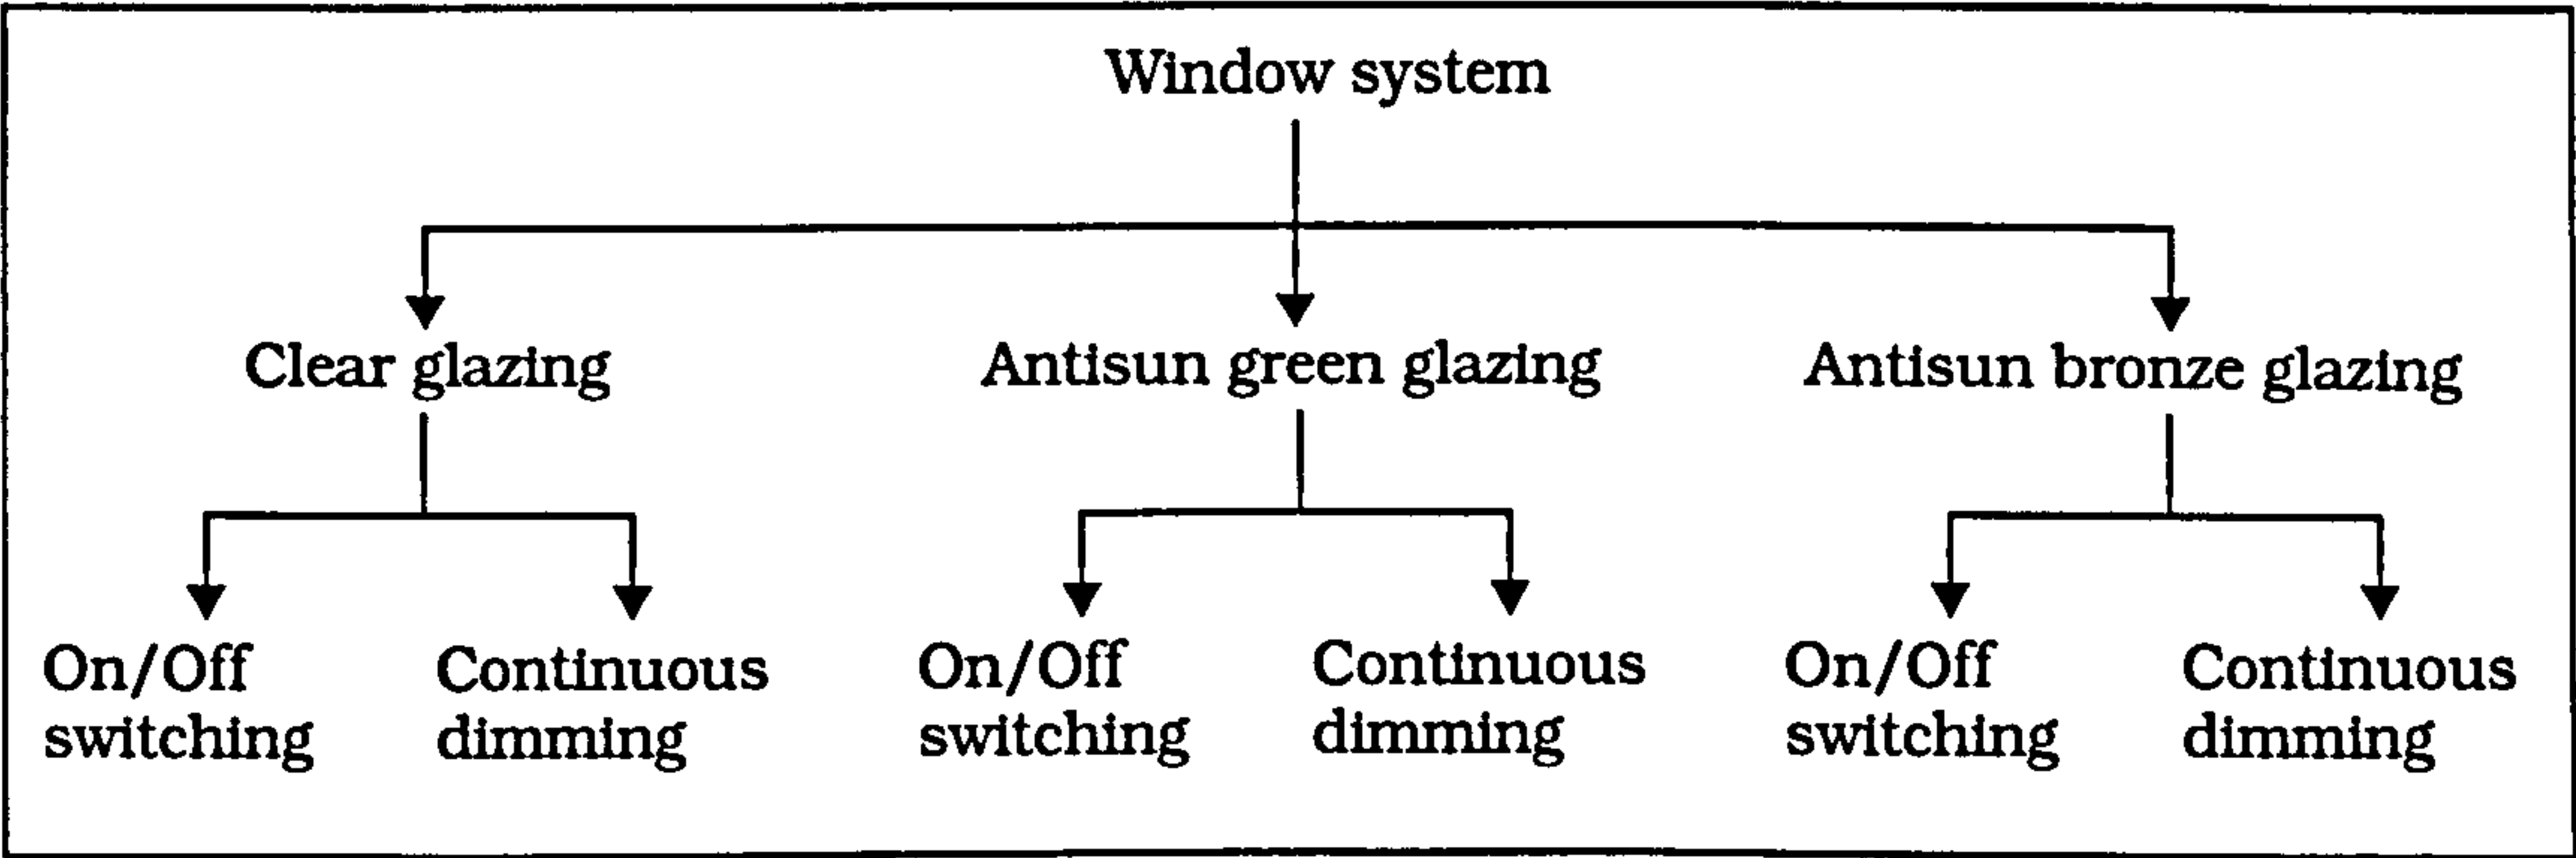 Window system
Clear glazing
Antisun green glazing
Antisun bronze glazing
On/Off
switching
Continuous
dimming
On/Off
switching
Continuous
dimming
On/Off
switching
Continuous
dimming